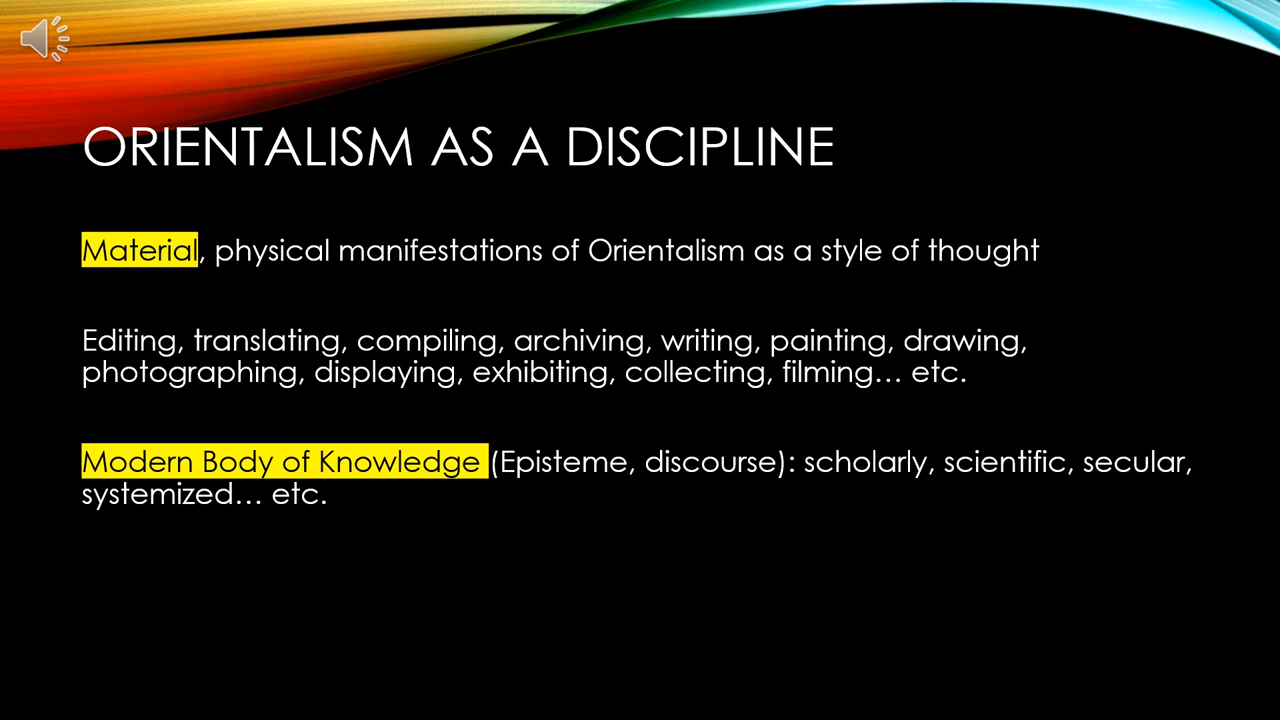 ORIENTALISM AS A DISCIPLINE
Material, physical manifestations of Orientalism as a style of thought
Editing, translating, compiling, archiving, writing, painting, drawing,
photographing, displaying, exhibiting, collecting, filming… etc.
Modern Body of Knowledge (Episteme, discourse): scholarly, scientific, secular,
systemized… etc.